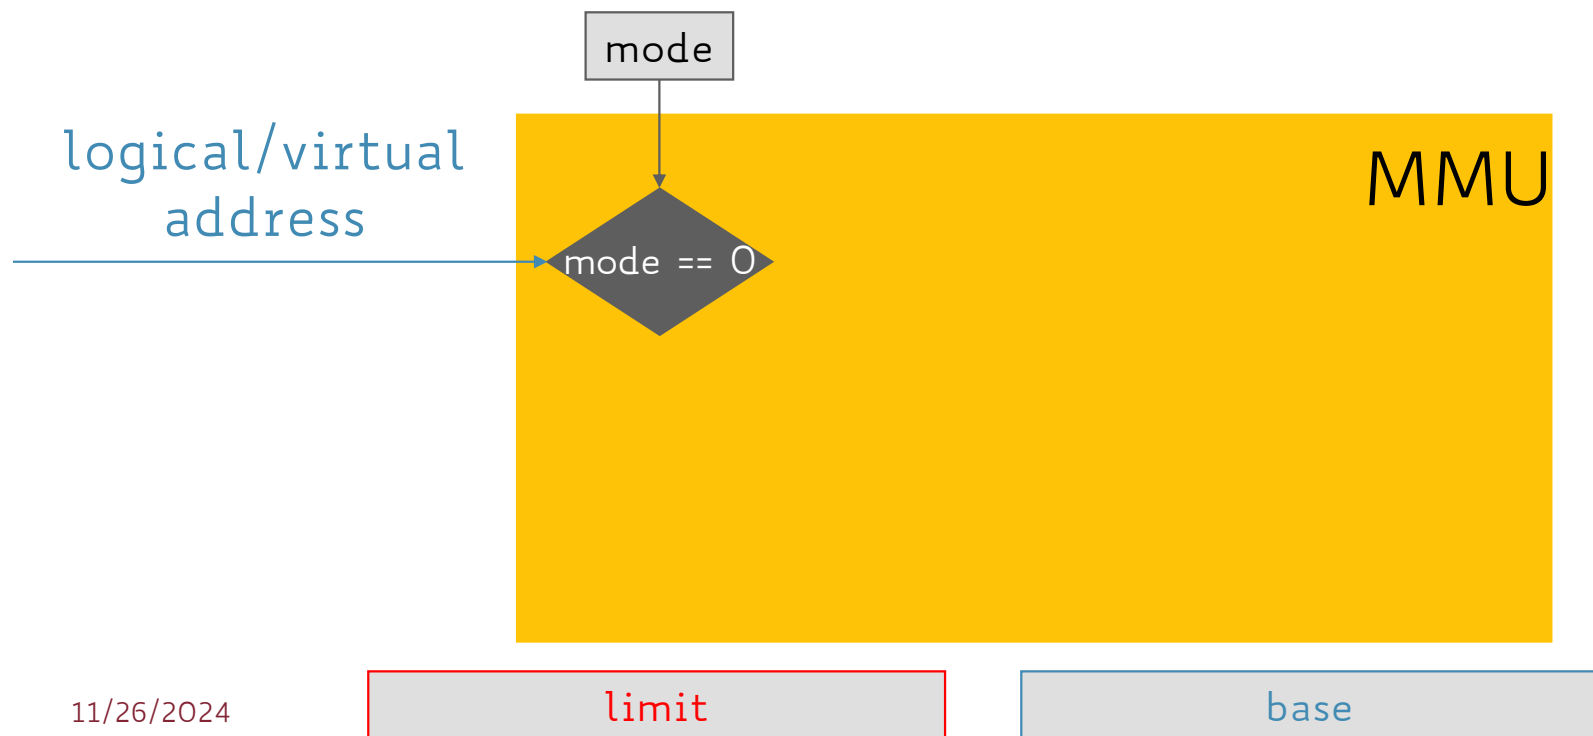 mode
logical/virtual
address
MMU
mode == 0
11/26/2024
limit
base